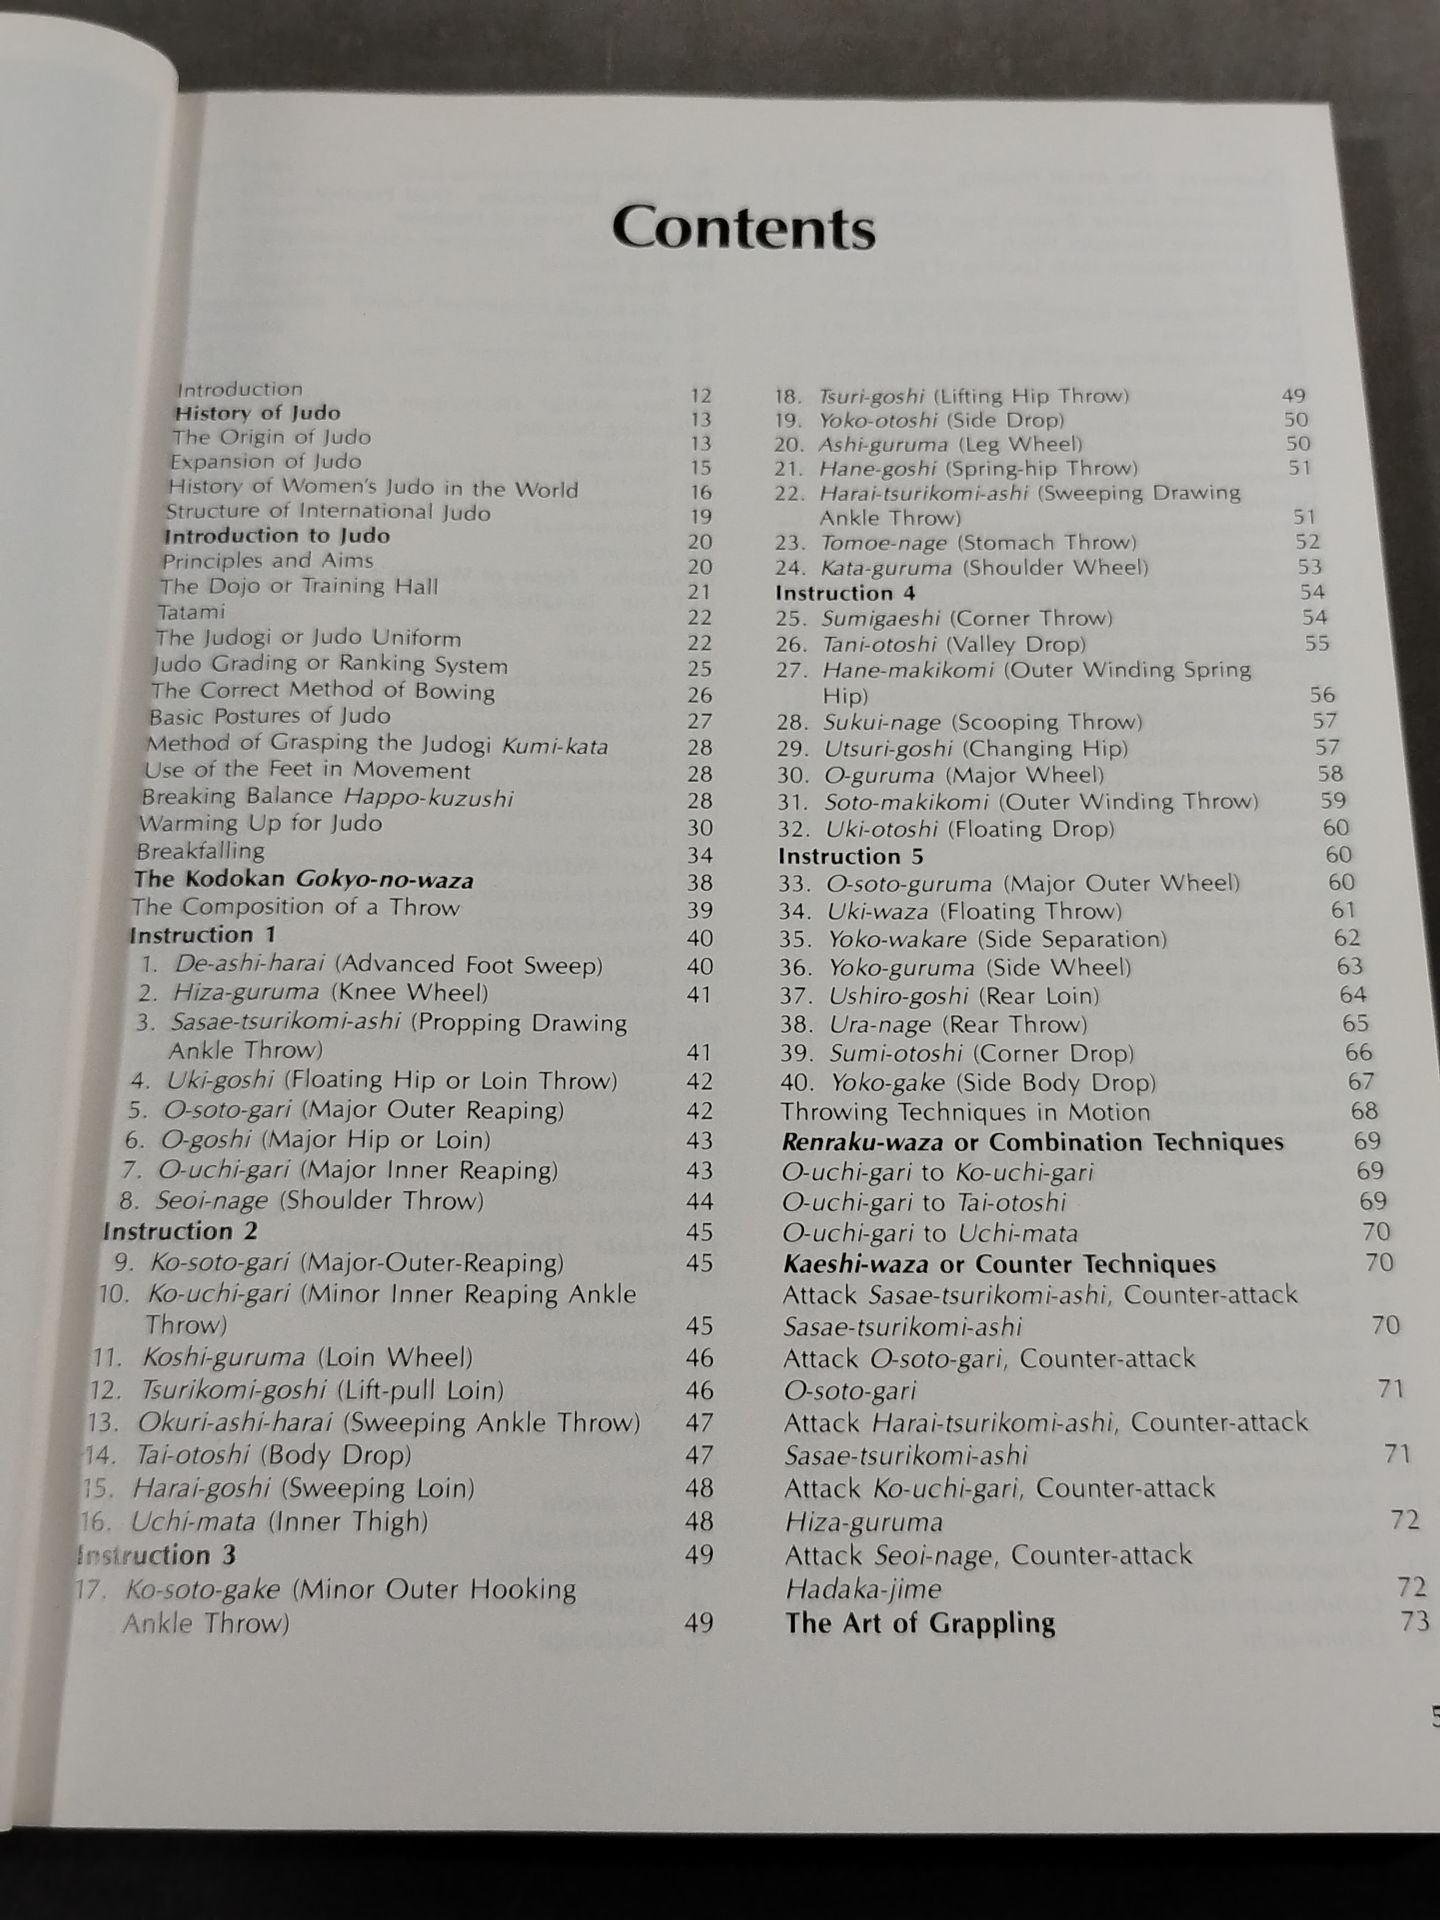 Contents
Introduction 12
History of Judo 13
The Origin of Judo 13
Expansion of Judo 15
History of Women's Judo in the World 16
Structure of International Judo 19
Introduction to Judo 20
Principles and Aims 20
The Dojo or Training Hall 21
Tatami 22
The Judogi or Judo Uniform 22
Judo Grading or Ranking System 25
The Correct Method of Bowing 26
Basic Postures of Judo 27
Method of Grasping the Judogi Kumi-kata 28
Use of the Feet in Movement 28
Breaking Balance Happo-kuzushi 28
Warming Up for Judo 30
Breakfalling 34
The Kodokan Gokyo-no-waza 38
The Composition of a Throw 39
Instruction 1 40
1. De-ashi-harai (Advanced Foot Sweep) 40
2. Hiza-guruma (Knee Wheel) 41
3. Sasae-tsurikomi-ashi (Propping Drawing
Ankle Throw) 41
4. Uki-goshi (Floating Hip or Loin Throw) 42
5. O-soto-gari (Major Outer Reaping) 42
6. O-goshi (Major Hip or Loin) 43
7. O-uchi-gari (Major Inner Reaping) 43
8. Seoi-nage (Shoulder Throw) 44
Instruction 2 45
9. Ko-soto-gari (Major-Outer-Reaping) 45
10. Ko-uchi-gari (Minor Inner Reaping Ankle
Throw) 45
11. Koshi-guruma (Loin Wheel) 46
12. Tsurikomi-goshi (Lift-pull Loin) 46
13. Okuri-ashi-harai (Sweeping Ankle Throw) 47
14. Tai-otoshi (Body Drop) 47
15. Harai-goshi (Sweeping Loin) 48
16. Uchi-mata (Inner Thigh) 48
Instruction 3 49
17. Ko-soto-gake (Minor Outer Hooking
Ankle Throw) 49
18. Tsuri-goshi (Lifting Hip Throw) 49
19. Yoko-otoshi (Side Drop) 50
20. Ashi-guruma (Leg Wheel) 50
21. Hane-goshi (Spring-hip Throw) 51
22. Harai-tsurikomi-ashi (Sweeping Drawing
Ankle Throw) 51
23. Tomoe-nage (Stomach Throw) 52
24. Kata-guruma (Shoulder Wheel) 53
Instruction 4 54
25. Sumigaeshi (Corner Throw) 54
26. Tani-otoshi (Valley Drop) 55
27. Hane-makikomi (Outer Winding Spring
Hip) 56
28. Sukui-nage (Scooping Throw) 57
29. Utsuri-goshi (Changing Hip) 57
30. O-guruma (Major Wheel) 58
31. Soto-makikomi (Outer Winding Throw) 59
32. Uki-otoshi (Floating Drop) 60
Instruction 5 60
33. O-soto-guruma (Major Outer Wheel) 60
34. Uki-waza (Floating Throw) 61
35. Yoko-wakare (Side Separation) 62
36. Yoko-guruma (Side Wheel) 63
37. Ushiro-goshi (Rear Loin) 64
38. Ura-nage (Rear Throw) 65
39. Sumi-otoshi (Corner Drop) 66
40. Yoko-gake (Side Body Drop) 67
Throwing Techniques in Motion 68
Renraku-waza or Combination Techniques 69
O-uchi-gari to Ko-uchi-gari 69
O-uchi-gari to Tai-otoshi 69
O-uchi-gari to Uchi-mata 70
Kaeshi-waza or Counter Techniques 70
Attack Sasae-tsurikomi-ashi, Counter-attack
Sasae-tsurikomi-ashi 70
Attack O-soto-gari, Counter-attack
O-soto-gari 71
Attack Harai-tsurikomi-ashi, Counter-attack
Sasae-tsurikomi-ashi 71
Attack Ko-uchi-gari, Counter-attack
Hiza-guruma 72
Attack Seoi-nage, Counter-attack
Hadaka-jime 72
The Art of Grappling 73
5